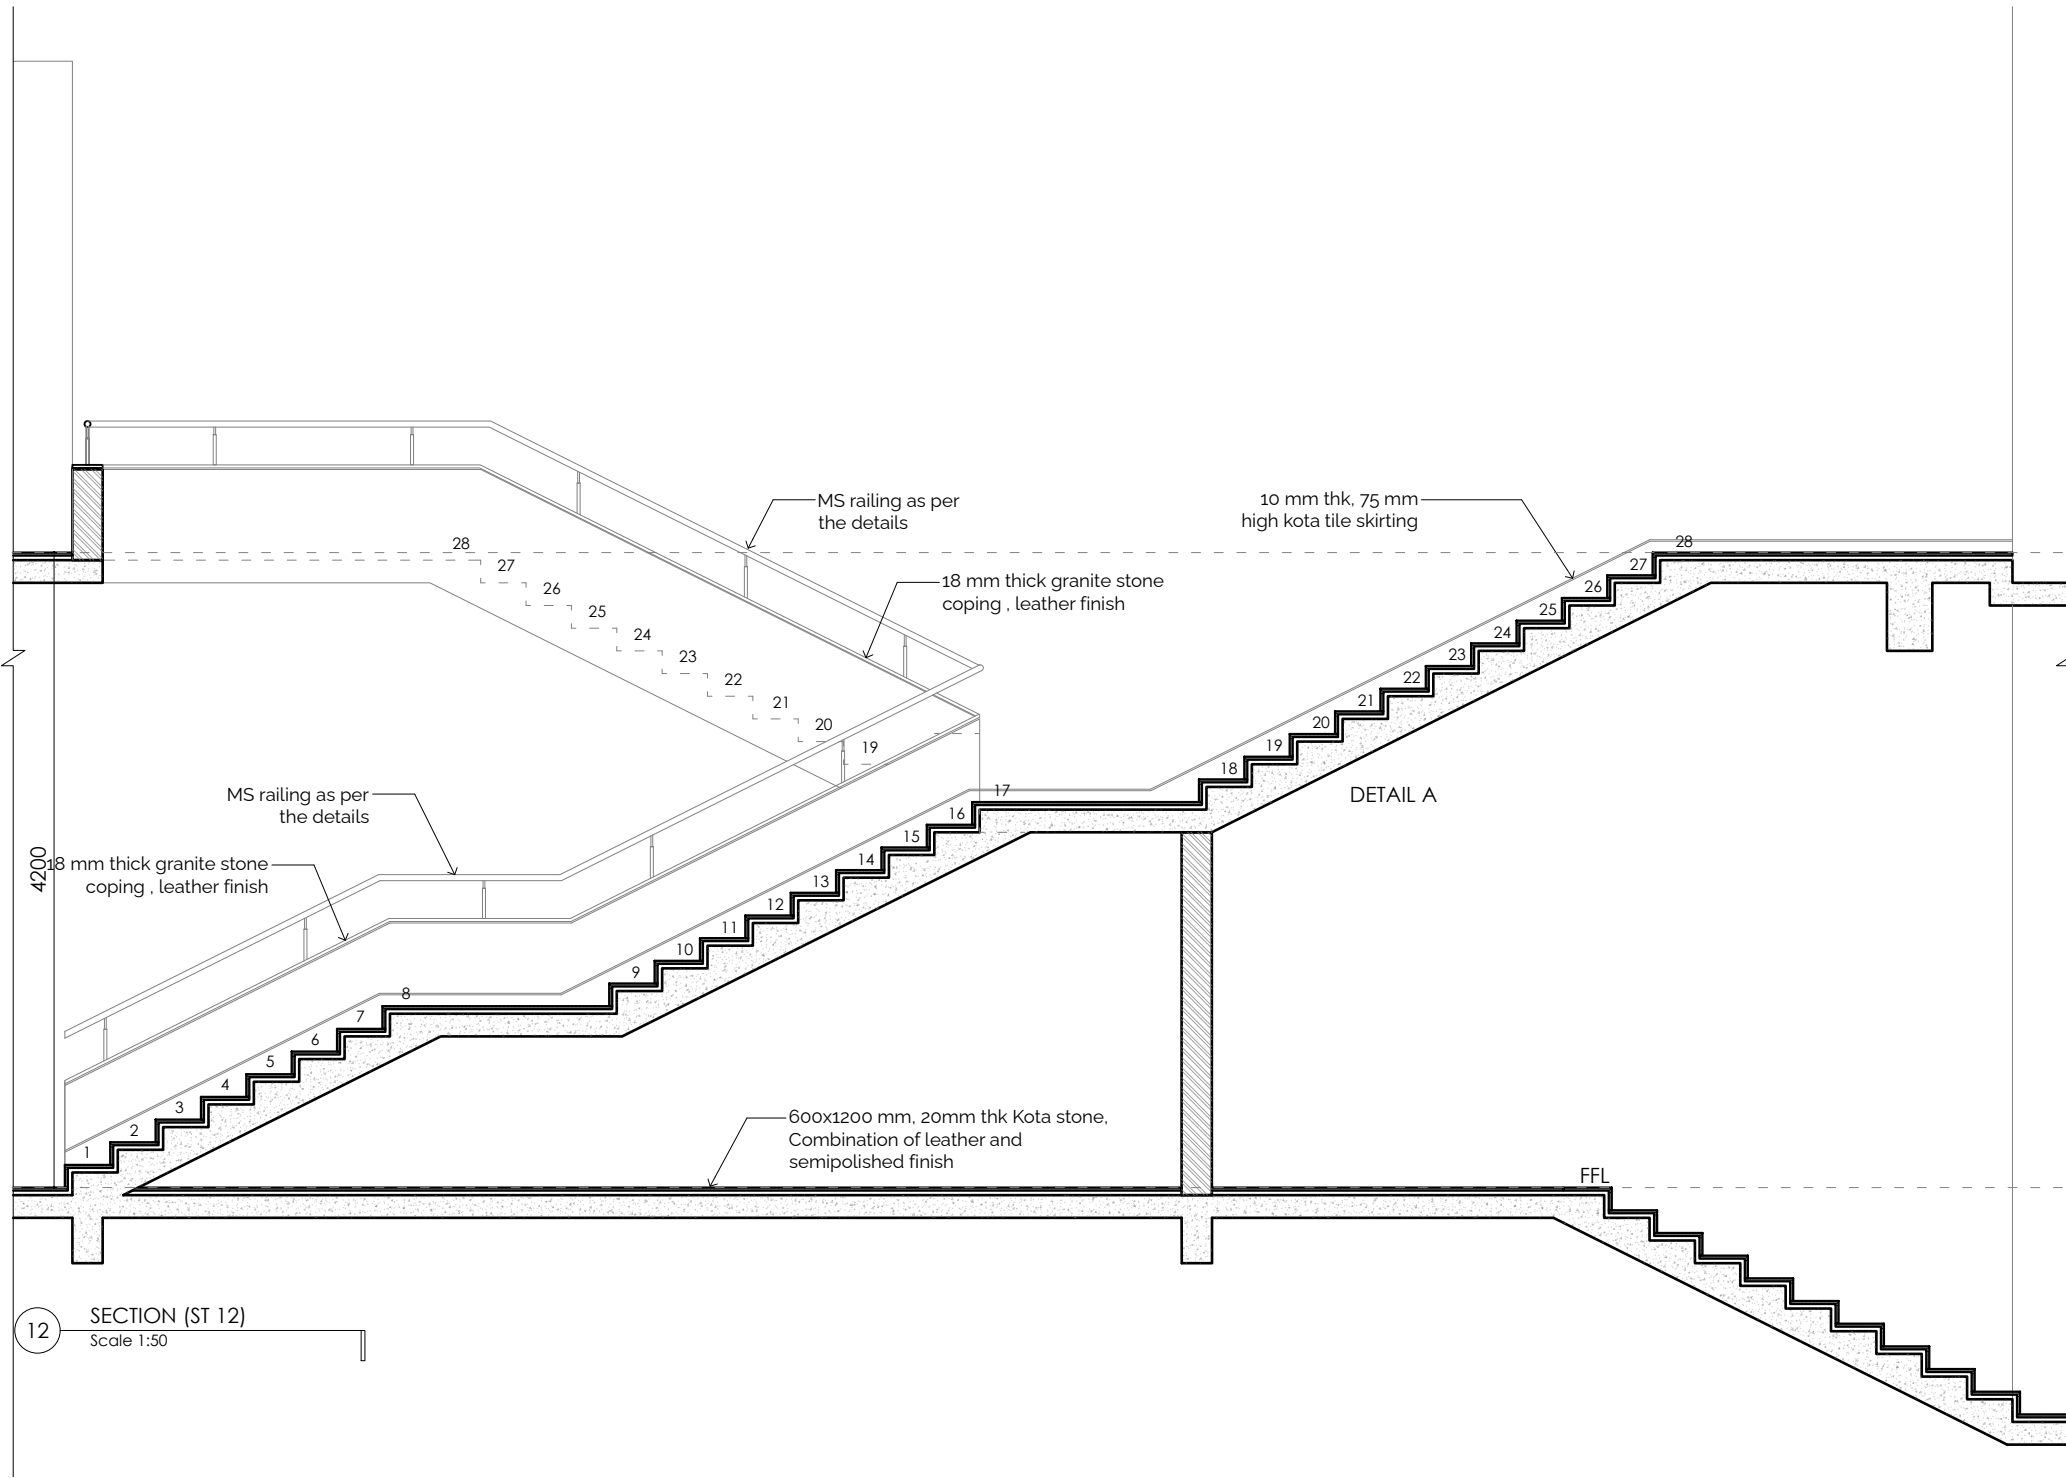 MS railing as per
the details
10 mm thk, 75 mm
high kota tile skirting
28
27
26
25
24
23
22
21
20
19
18 mm thick granite stone
coping , leather finish
28
27
26
25
24
23
22
21
20
19
18
17
16
15
14
13
12
11
10
9
8
7
6
5
4
3
2
1
DETAIL A
MS railing as per
the details
4200
18 mm thick granite stone
coping , leather finish
600x1200 mm, 20mm thk Kota stone,
Combination of leather and
semipolished finish
FFL
12
SECTION (ST 12)
Scale 1:50